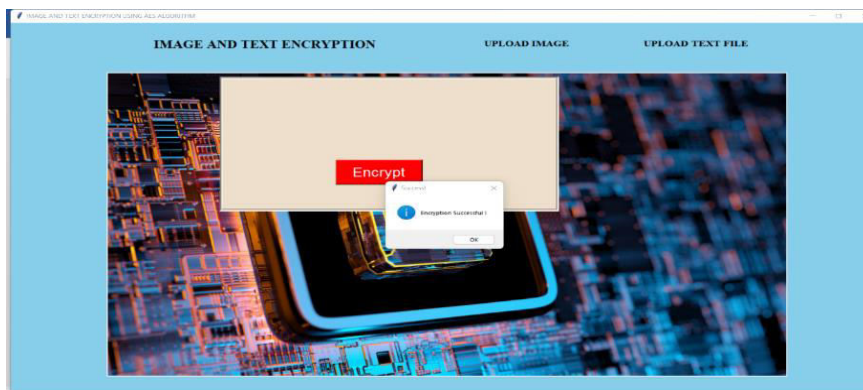 IMAGE AND TEXT ENCRYPTION USING AES ALGORITHM
IMAGE AND TEXT ENCRYPTION
UPLOAD IMAGE
UPLOAD TEXT FILE
Encrypt
Encryption Successful !
OK